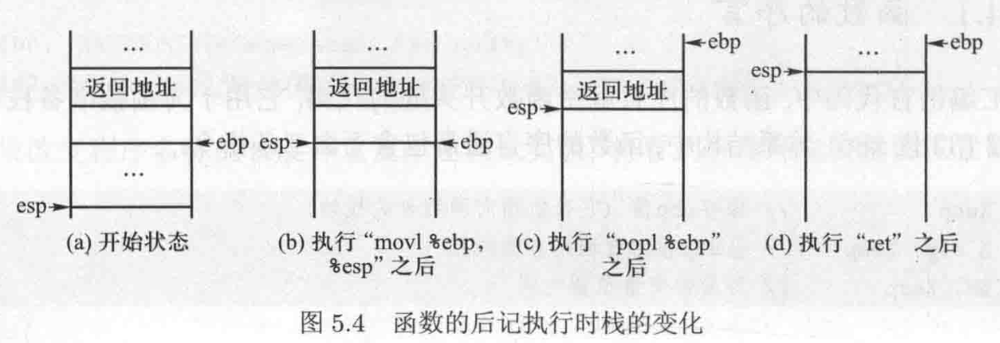 ... ... ... ←ebp ... ←ebp
返回地址 返回地址 返回地址 esp→
esp→
←ebp esp→ ←ebp
...
esp→
(a) 开始状态 (b) 执行“movl %ebp, (c) 执行“popl %ebp” (d) 执行“ret”之后
%esp”之后 之后
图 5.4 函数的后记执行时栈的变化